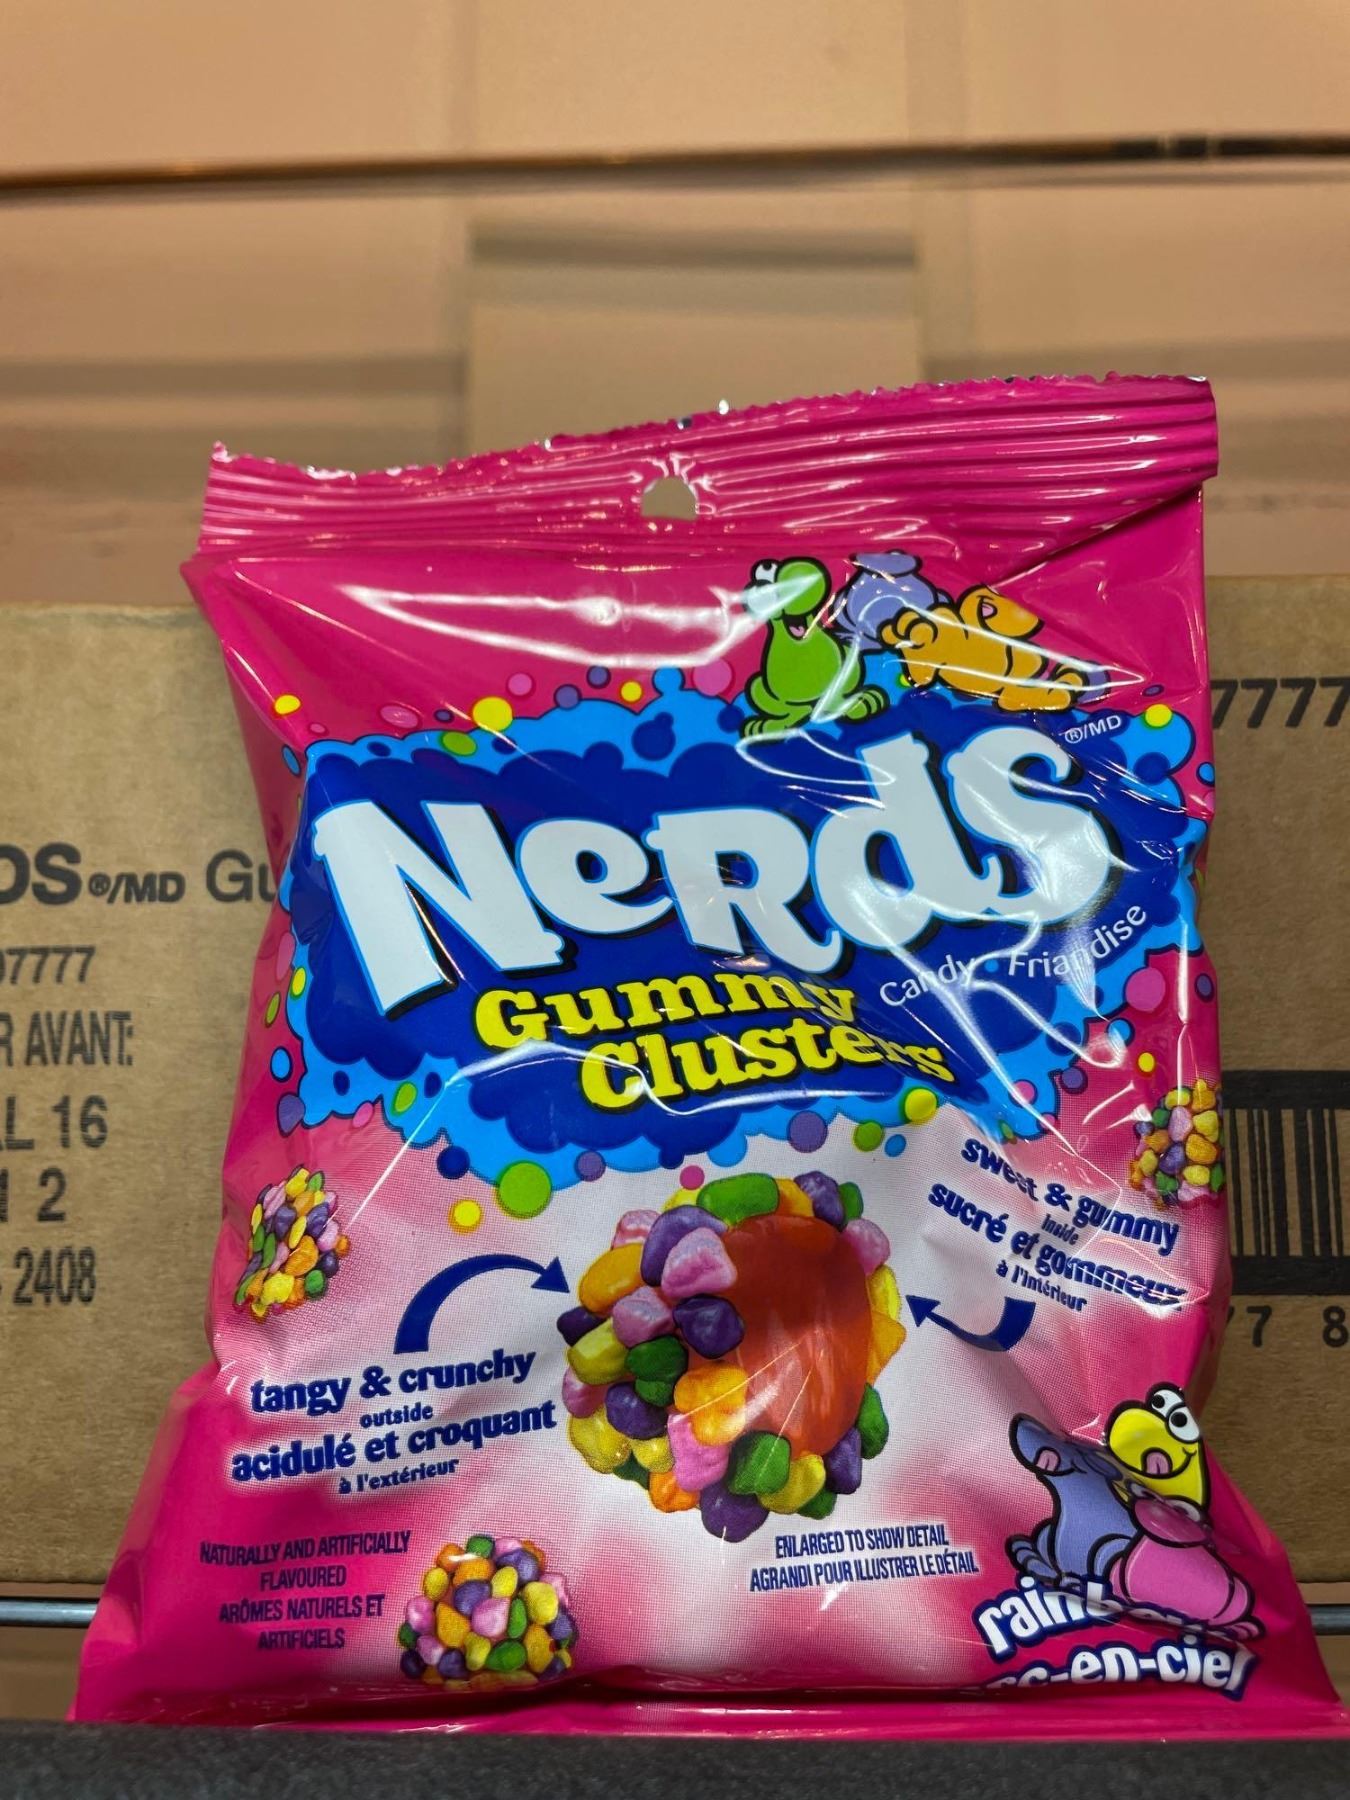 NeRdS®/MD
Gummy
Clusters
Candy Friandise
sweet & gummy
Inside
sucré et gommeux
à l'intérieur
tangy & crunchy
outside
acidulé et croquant
à l'extérieur
NATURALLY AND ARTIFICIALLY
FLAVOURED
ARÔMES NATURELS ET
ARTIFICIELS
ENLARGED TO SHOW DETAIL
AGRANDI POUR ILLUSTRER LE DÉTAIL
-en-ciel
®/MD
7777
AVANT:
16
2
2408
7777
7 8